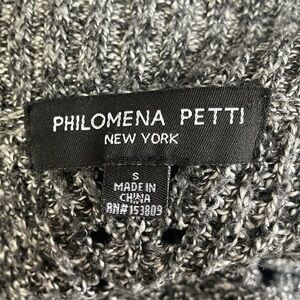 PHILOMENA PETTI
NEW YORK
S
MADE IN
CHINA
RN#153809